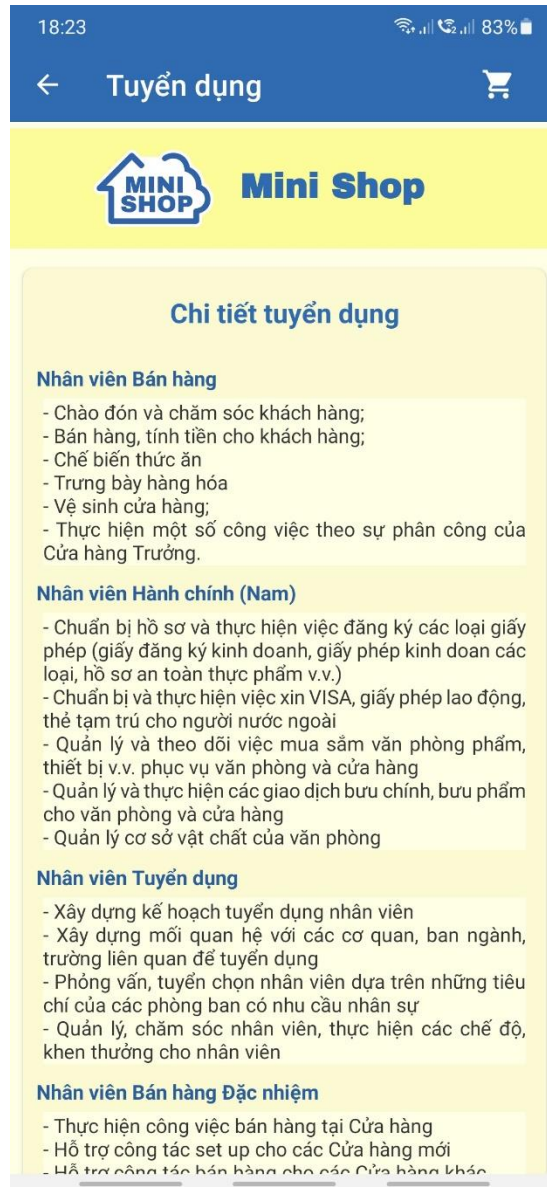 18:23
83%
Tuyển dụng
MINI
SHOP
Mini Shop
Chi tiết tuyển dụng
Nhân viên Bán hàng
- Chào đón và chăm sóc khách hàng;
- Bán hàng, tính tiền cho khách hàng;
- Chế biến thức ăn
- Trưng bày hàng hóa
- Vệ sinh cửa hàng;
- Thực hiện một số công việc theo sự phân công của
Cửa hàng Trưởng.
Nhân viên Hành chính (Nam)
- Chuẩn bị hồ sơ và thực hiện việc đăng ký các loại giấy
phép (giấy đăng ký kinh doanh, giấy phép kinh doan các
loại, hồ sơ an toàn thực phẩm v.v.)
- Chuẩn bị và thực hiện việc xin VISA, giấy phép lao động,
thẻ tạm trú cho người nước ngoài
- Quản lý và theo dõi việc mua sắm văn phòng phẩm,
thiết bị v.v. phục vụ văn phòng và cửa hàng
- Quản lý và thực hiện các giao dịch bưu chính, bưu phẩm
cho văn phòng và cửa hàng
- Quản lý cơ sở vật chất của văn phòng
Nhân viên Tuyển dụng
- Xây dựng kế hoạch tuyển dụng nhân viên
- Xây dựng mối quan hệ với các cơ quan, ban ngành,
trường liên quan để tuyển dụng
- Phỏng vấn, tuyển chọn nhân viên dựa trên những tiêu
chí của các phòng ban có nhu cầu nhân sự
- Quản lý, chăm sóc nhân viên, thực hiện các chế độ,
khen thưởng cho nhân viên
Nhân viên Bán hàng Đặc nhiệm
- Thực hiện công việc bán hàng tại Cửa hàng
- Hỗ trợ công tác set up cho các Cửa hàng mới
- Hỗ trợ công tác bán hàng cho các Cửa hàng khác